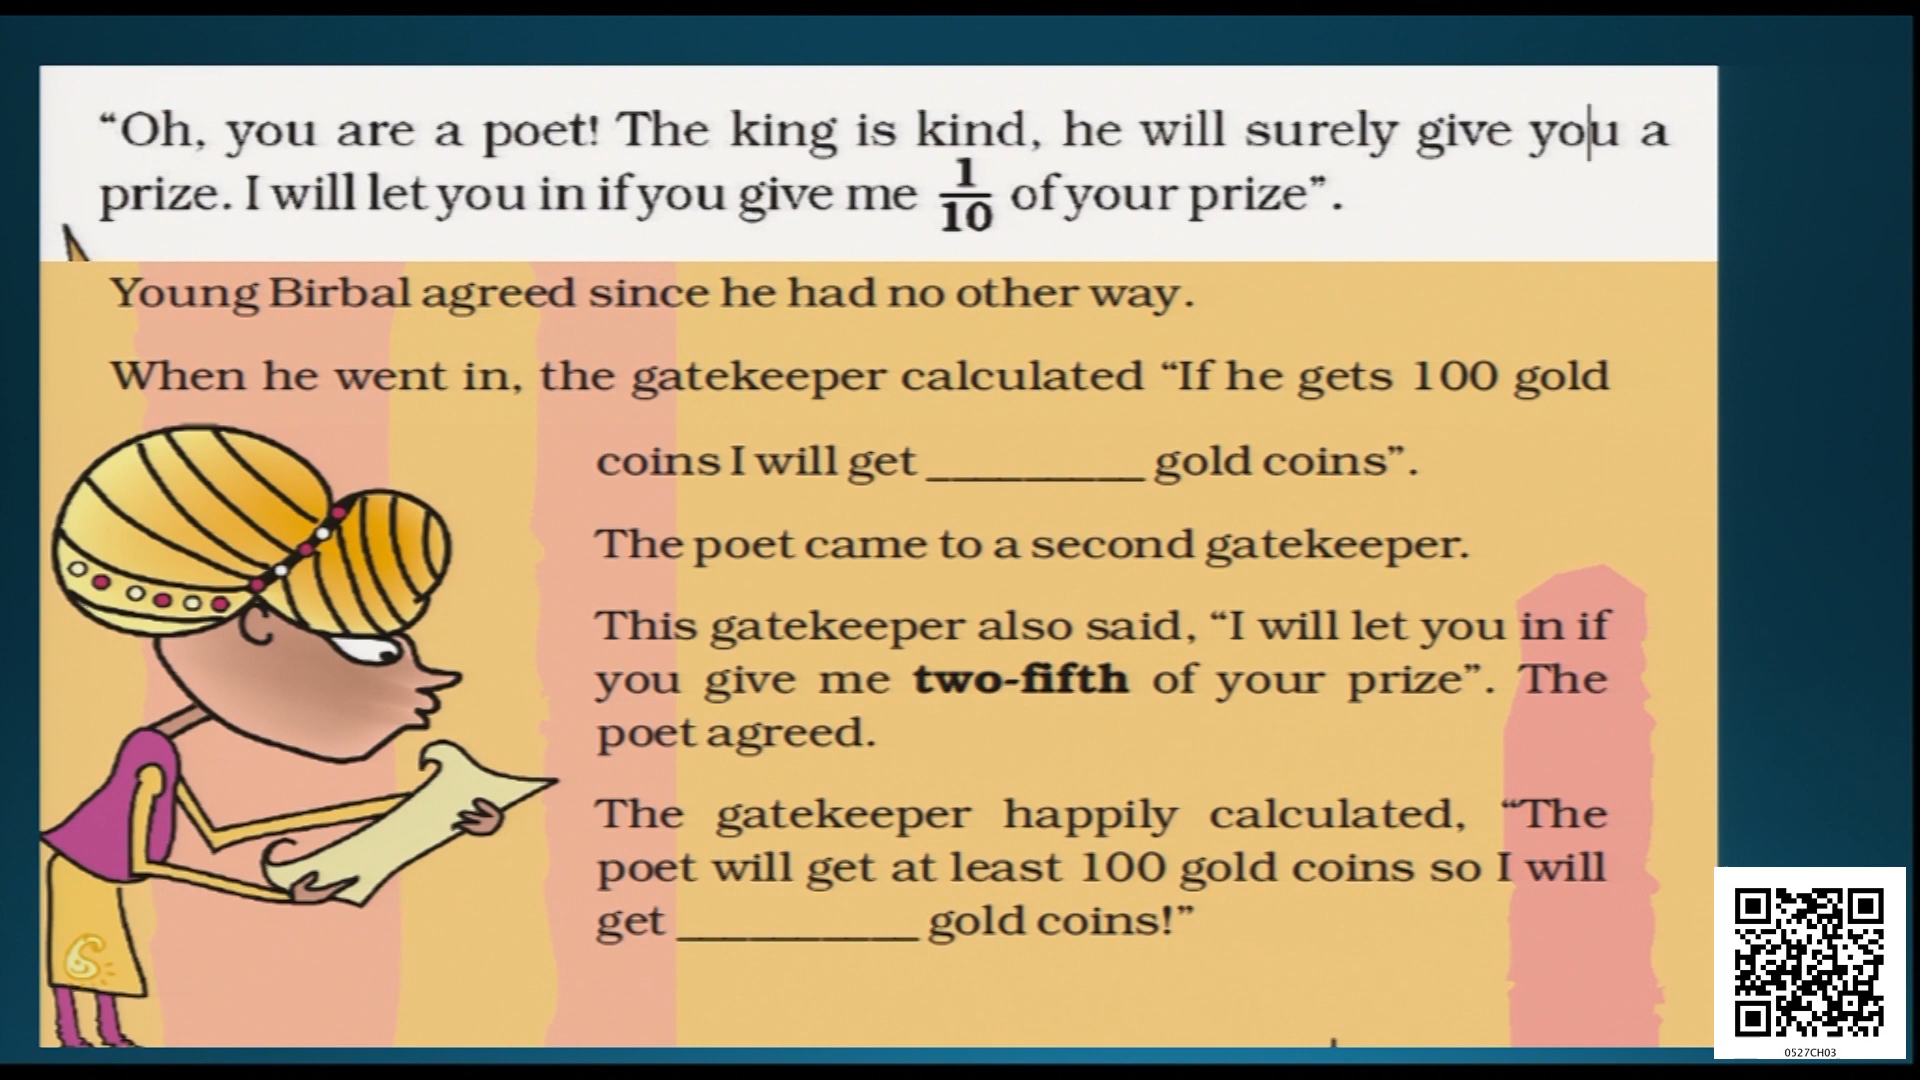 “Oh, you are a poet! The king is kind, he will surely give you a
prize. I will let you in if you give me 1/10 of your prize”.
Young Birbal agreed since he had no other way.
When he went in, the gatekeeper calculated “If he gets 100 gold
coins I will get _________ gold coins”.
The poet came to a second gatekeeper.
This gatekeeper also said, “I will let you in if
you give me two-fifth of your prize”. The
poet agreed.
The gatekeeper happily calculated, “The
poet will get at least 100 gold coins so I will
get __________ gold coins!”
0527CH03